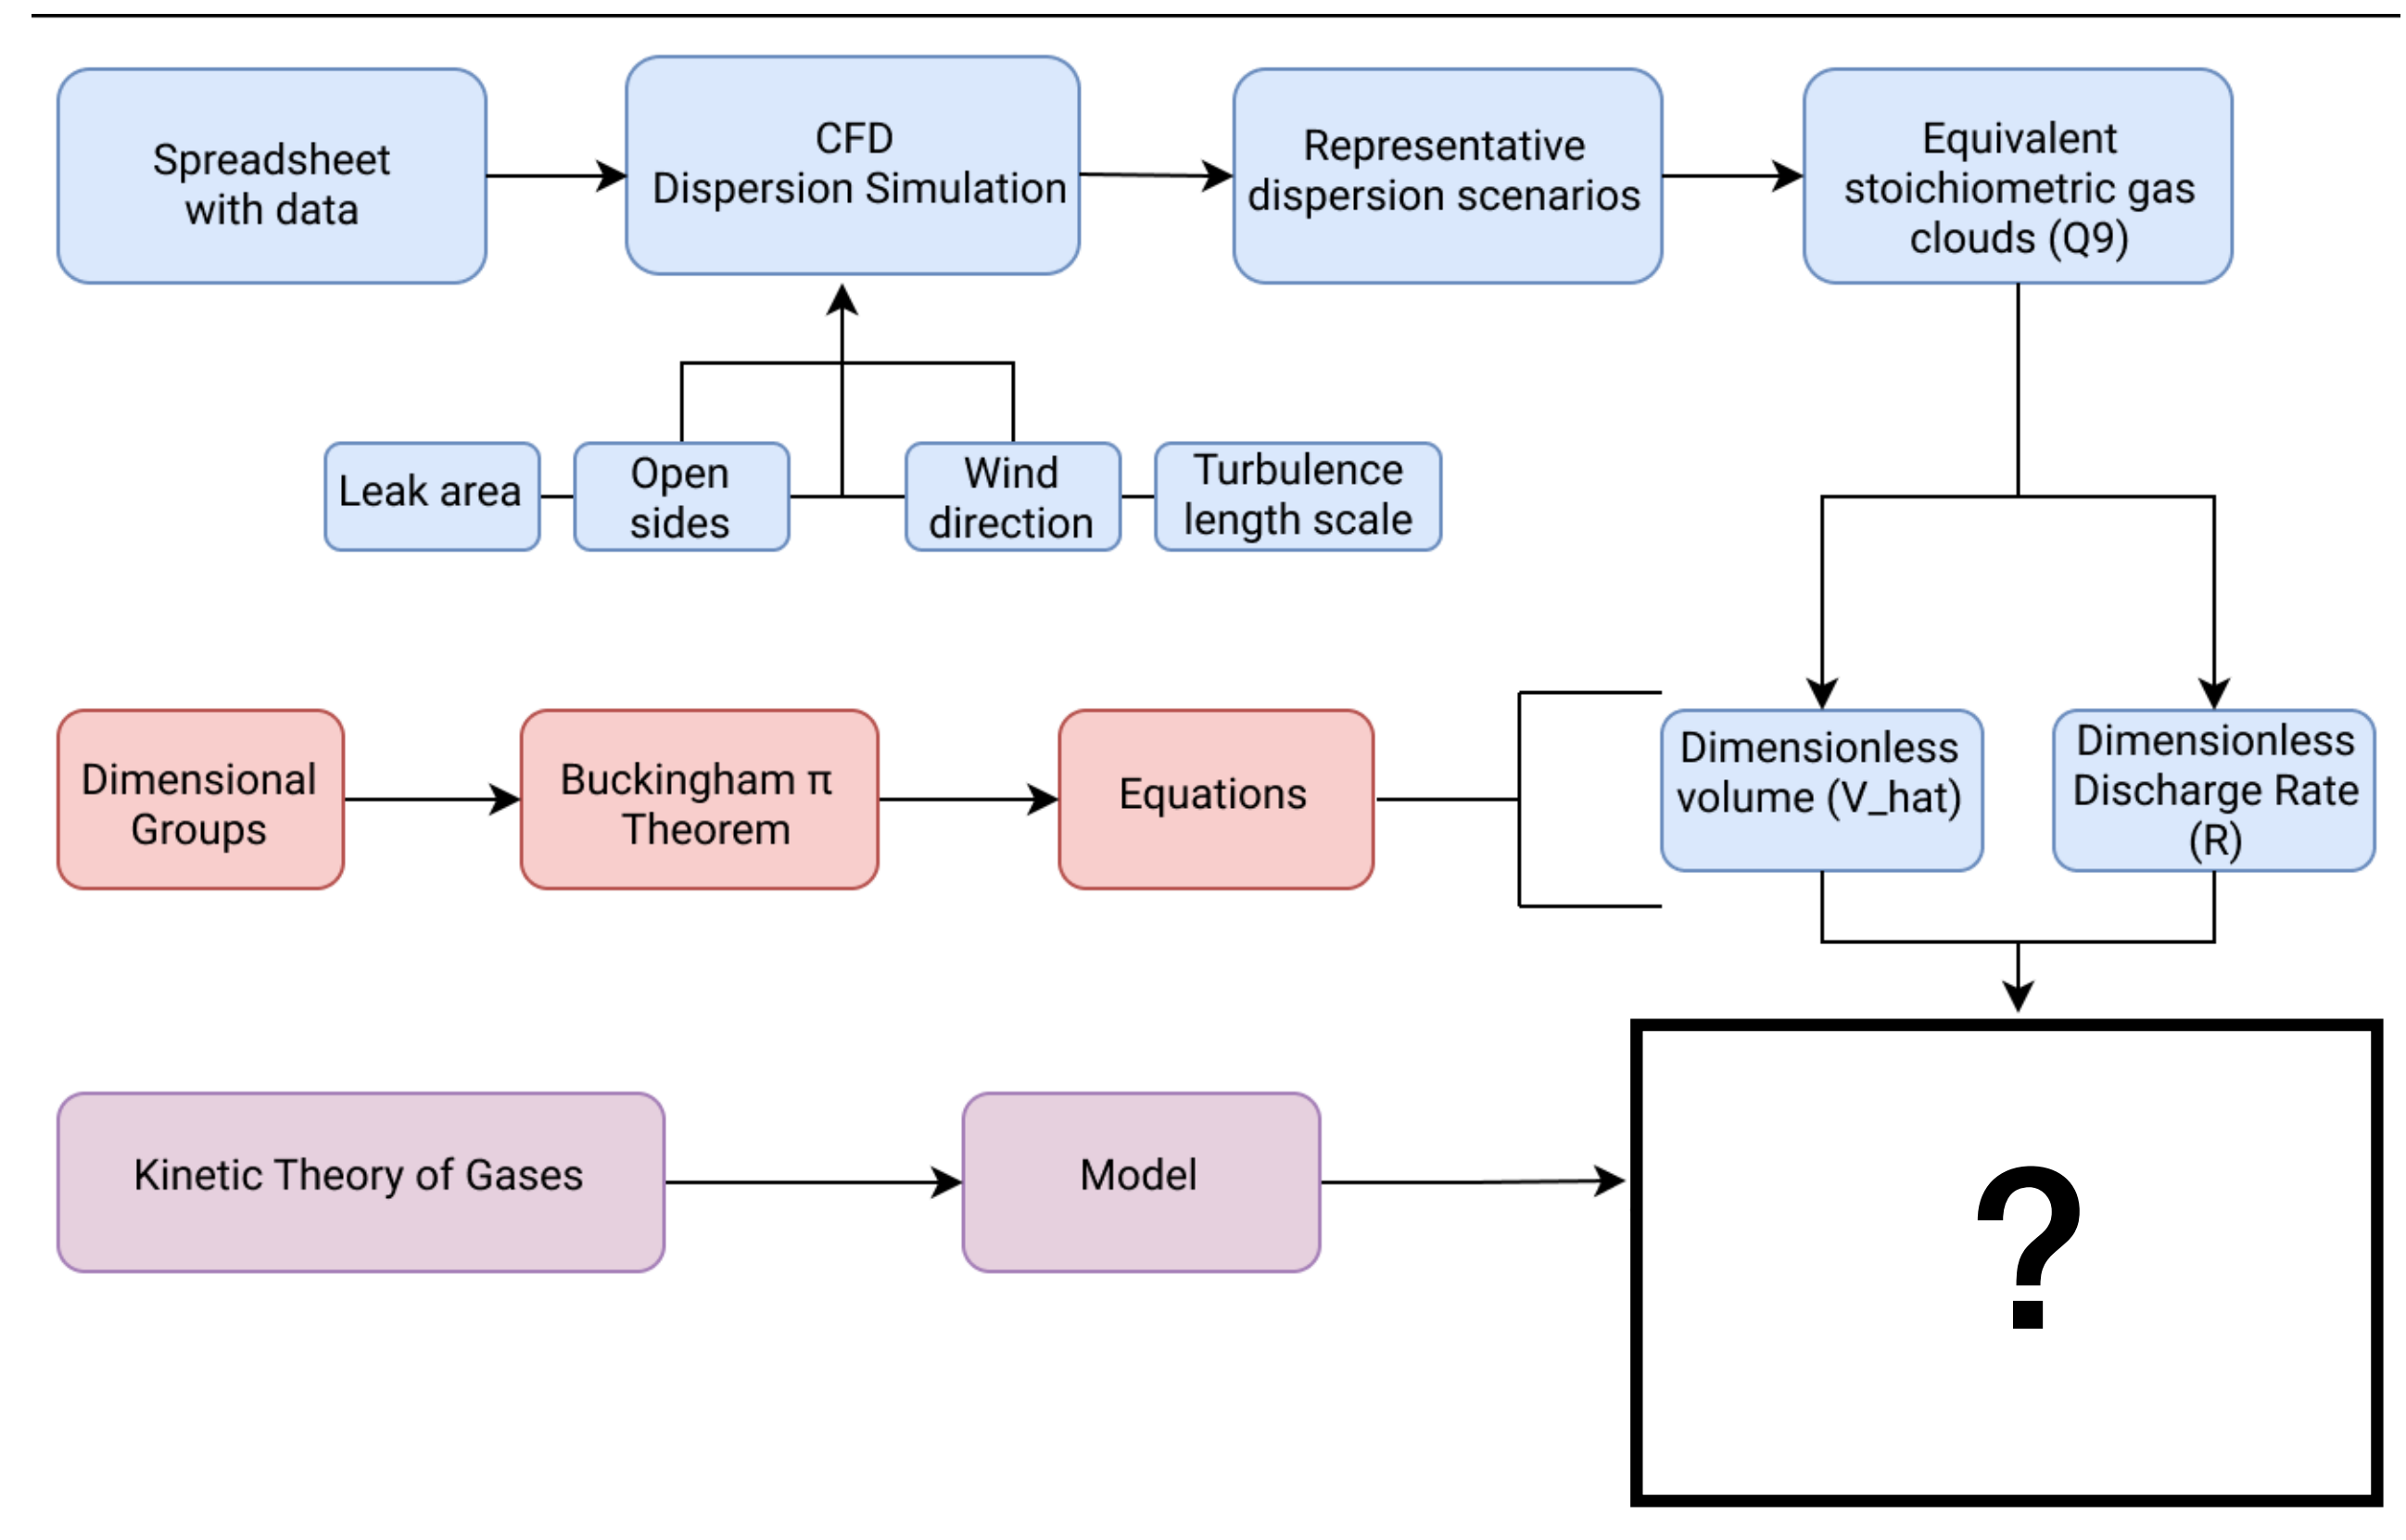 Spreadsheet
with data
CFD
Dispersion Simulation
Representative
dispersion scenarios
Equivalent
stoichiometric gas
clouds (Q9)
Leak area
Open
sides
Wind
direction
Turbulence
length scale
Dimensional
Groups
Buckingham π
Theorem
Equations
Dimensionless
volume (V_hat)
Dimensionless
Discharge Rate
(R)
Kinetic Theory of Gases
Model
?